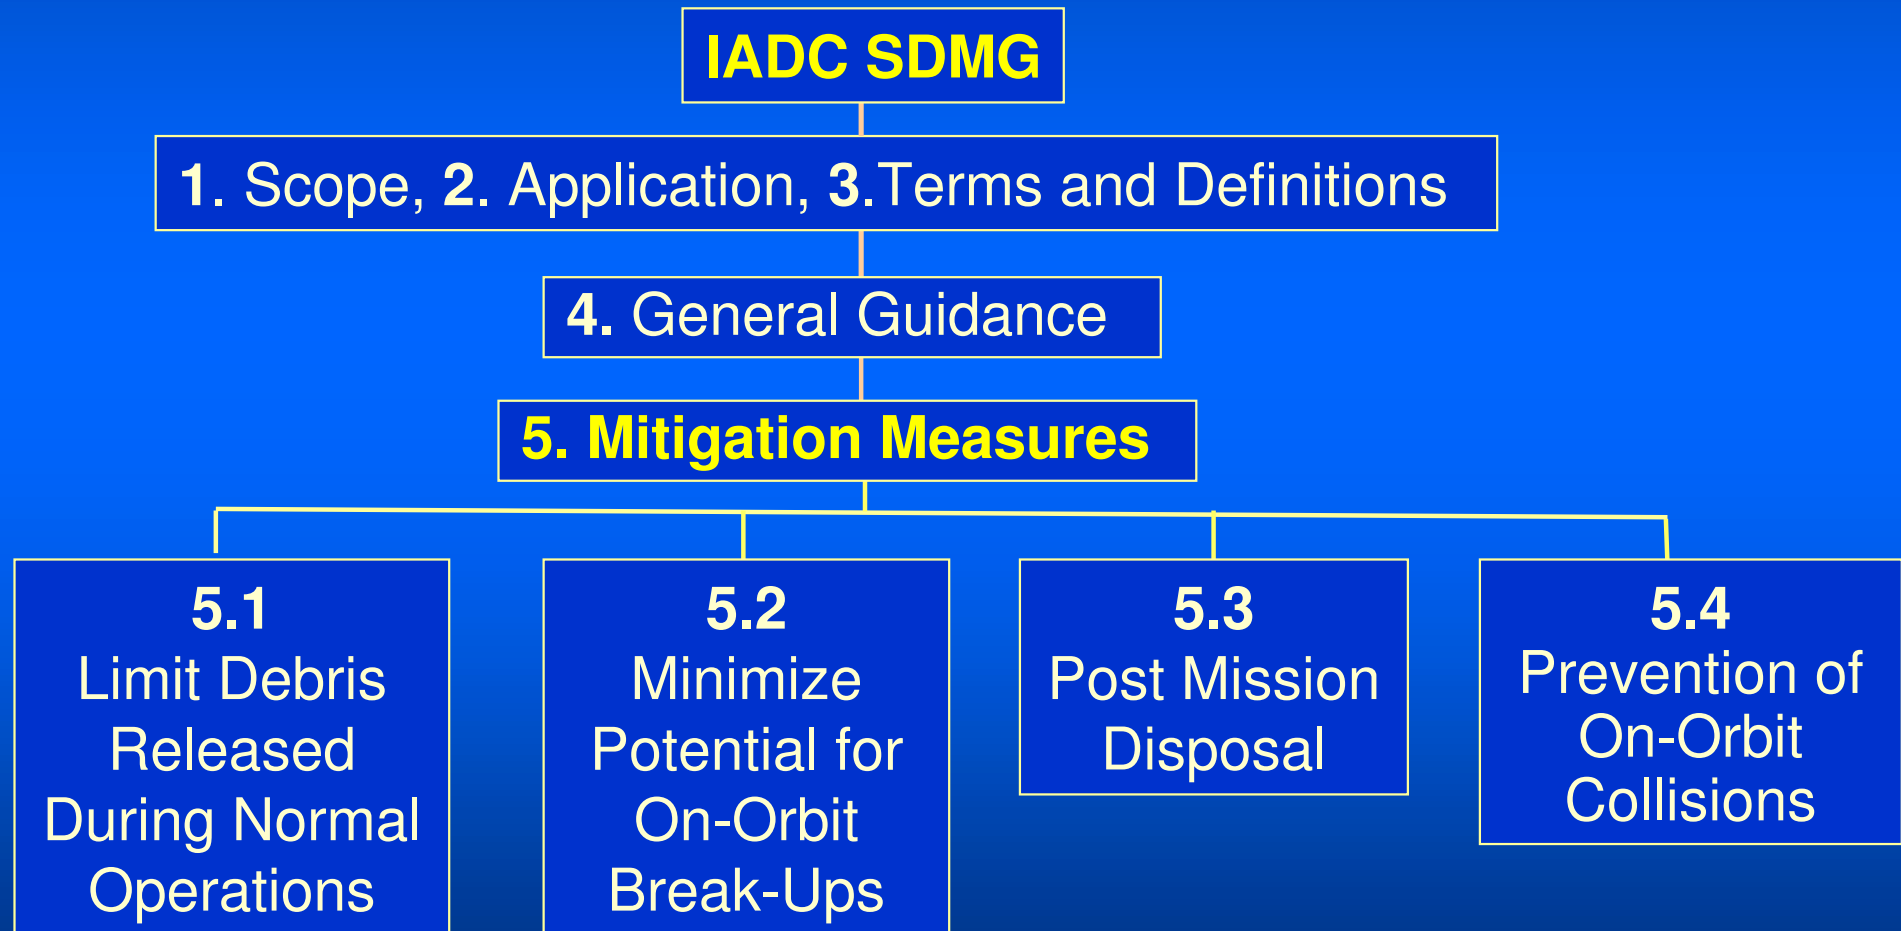 IADC SDMG
1. Scope, 2. Application, 3.Terms and Definitions
4. General Guidance
5. Mitigation Measures
5.1
Limit Debris
Released
During Normal
Operations
5.2
Minimize
Potential for
On-Orbit
Break-Ups
5.3
Post Mission
Disposal
5.4
Prevention of
On-Orbit
Collisions